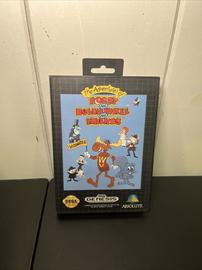 The Adventures of
ROCKY
and
BULLWINKLE
and
FRIENDS
W
SEGA
GENESIS
ABSOLUTE